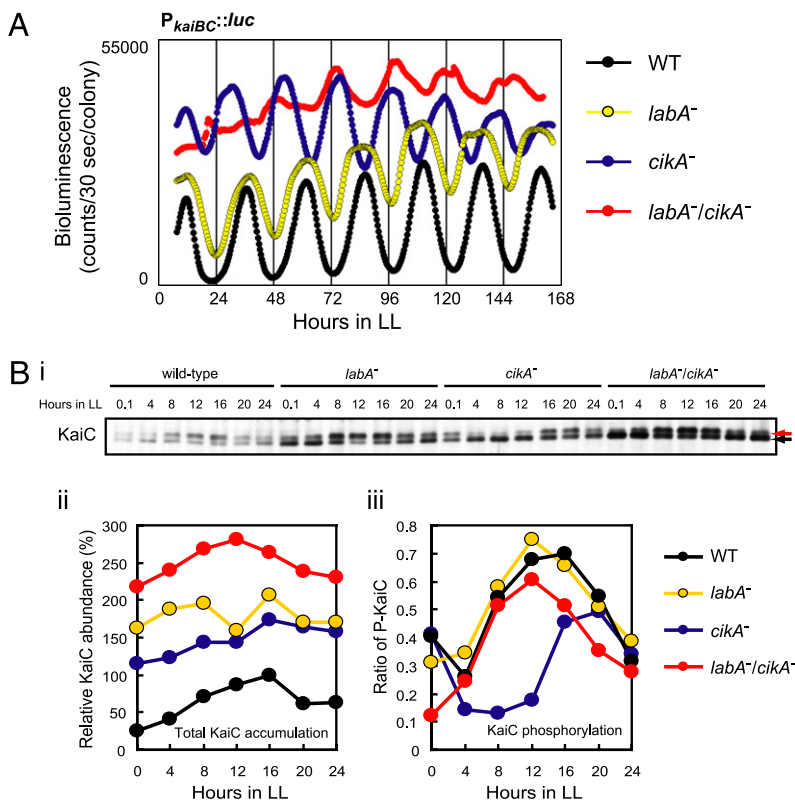 A
P kaiBC::luc
55000
0
Bioluminescence
(counts/30 sec/colony)
0 24 48 72 96 120 144 168
Hours in LL
WT
labA-
cikA-
labA-/cikA-
B i
wild-type labA- cikA- labA-/cikA-
Hours in LL 0.1 4 8 12 16 20 24 0.1 4 8 12 16 20 24 0.1 4 8 12 16 20 24 0.1 4 8 12 16 20 24
KaiC
ii
300
250
200
150
100
50
0
Relative KaiC abundance (%)
Total KaiC accumulation
0 4 8 12 16 20 24
Hours in LL
iii
0.8
0.7
0.6
0.5
0.4
0.3
0.2
0.1
0
Ratio of P-KaiC
KaiC phosphorylation
0 4 8 12 16 20 24
Hours in LL
WT
labA-
cikA-
labA-/cikA-